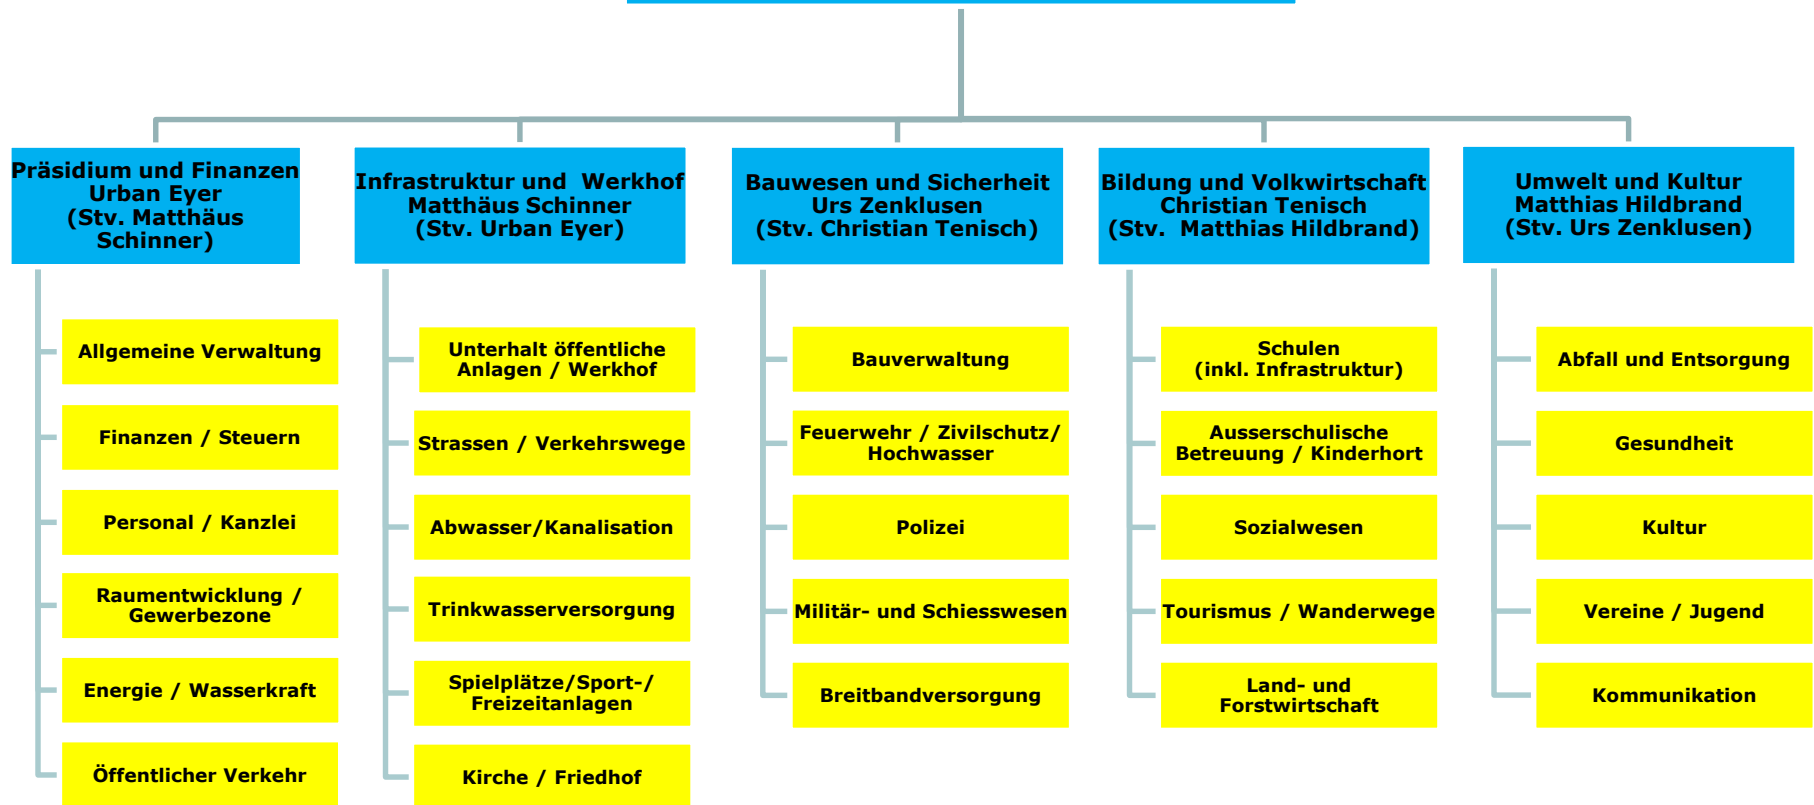 Präsidium und Finanzen
Urban Eyer
(Stv. Matthäus
Schinner)
Allgemeine Verwaltung
Finanzen / Steuern
Personal / Kanzlei
Raumentwicklung /
Gewerbezone
Energie / Wasserkraft
Öffentlicher Verkehr
Infrastruktur und Werkhof
Matthäus Schinner
(Stv. Urban Eyer)
Unterhalt öffentliche
Anlagen / Werkhof
Strassen / Verkehrswege
Abwasser/Kanalisation
Trinkwasserversorgung
Spielplätze/Sport-/
Freizeitanlagen
Kirche / Friedhof
Bauwesen und Sicherheit
Urs Zenklusen
(Stv. Christian Tenisch)
Bauverwaltung
Feuerwehr / Zivilschutz/
Hochwasser
Polizei
Militär- und Schiesswesen
Breitbandversorgung
Bildung und Volkwirtschaft
Christian Tenisch
(Stv. Matthias Hildbrand)
Schulen
(inkl. Infrastruktur)
Ausserschulische
Betreuung / Kinderhort
Sozialwesen
Tourismus / Wanderwege
Land- und
Forstwirtschaft
Umwelt und Kultur
Matthias Hildbrand
(Stv. Urs Zenklusen)
Abfall und Entsorgung
Gesundheit
Kultur
Vereine / Jugend
Kommunikation